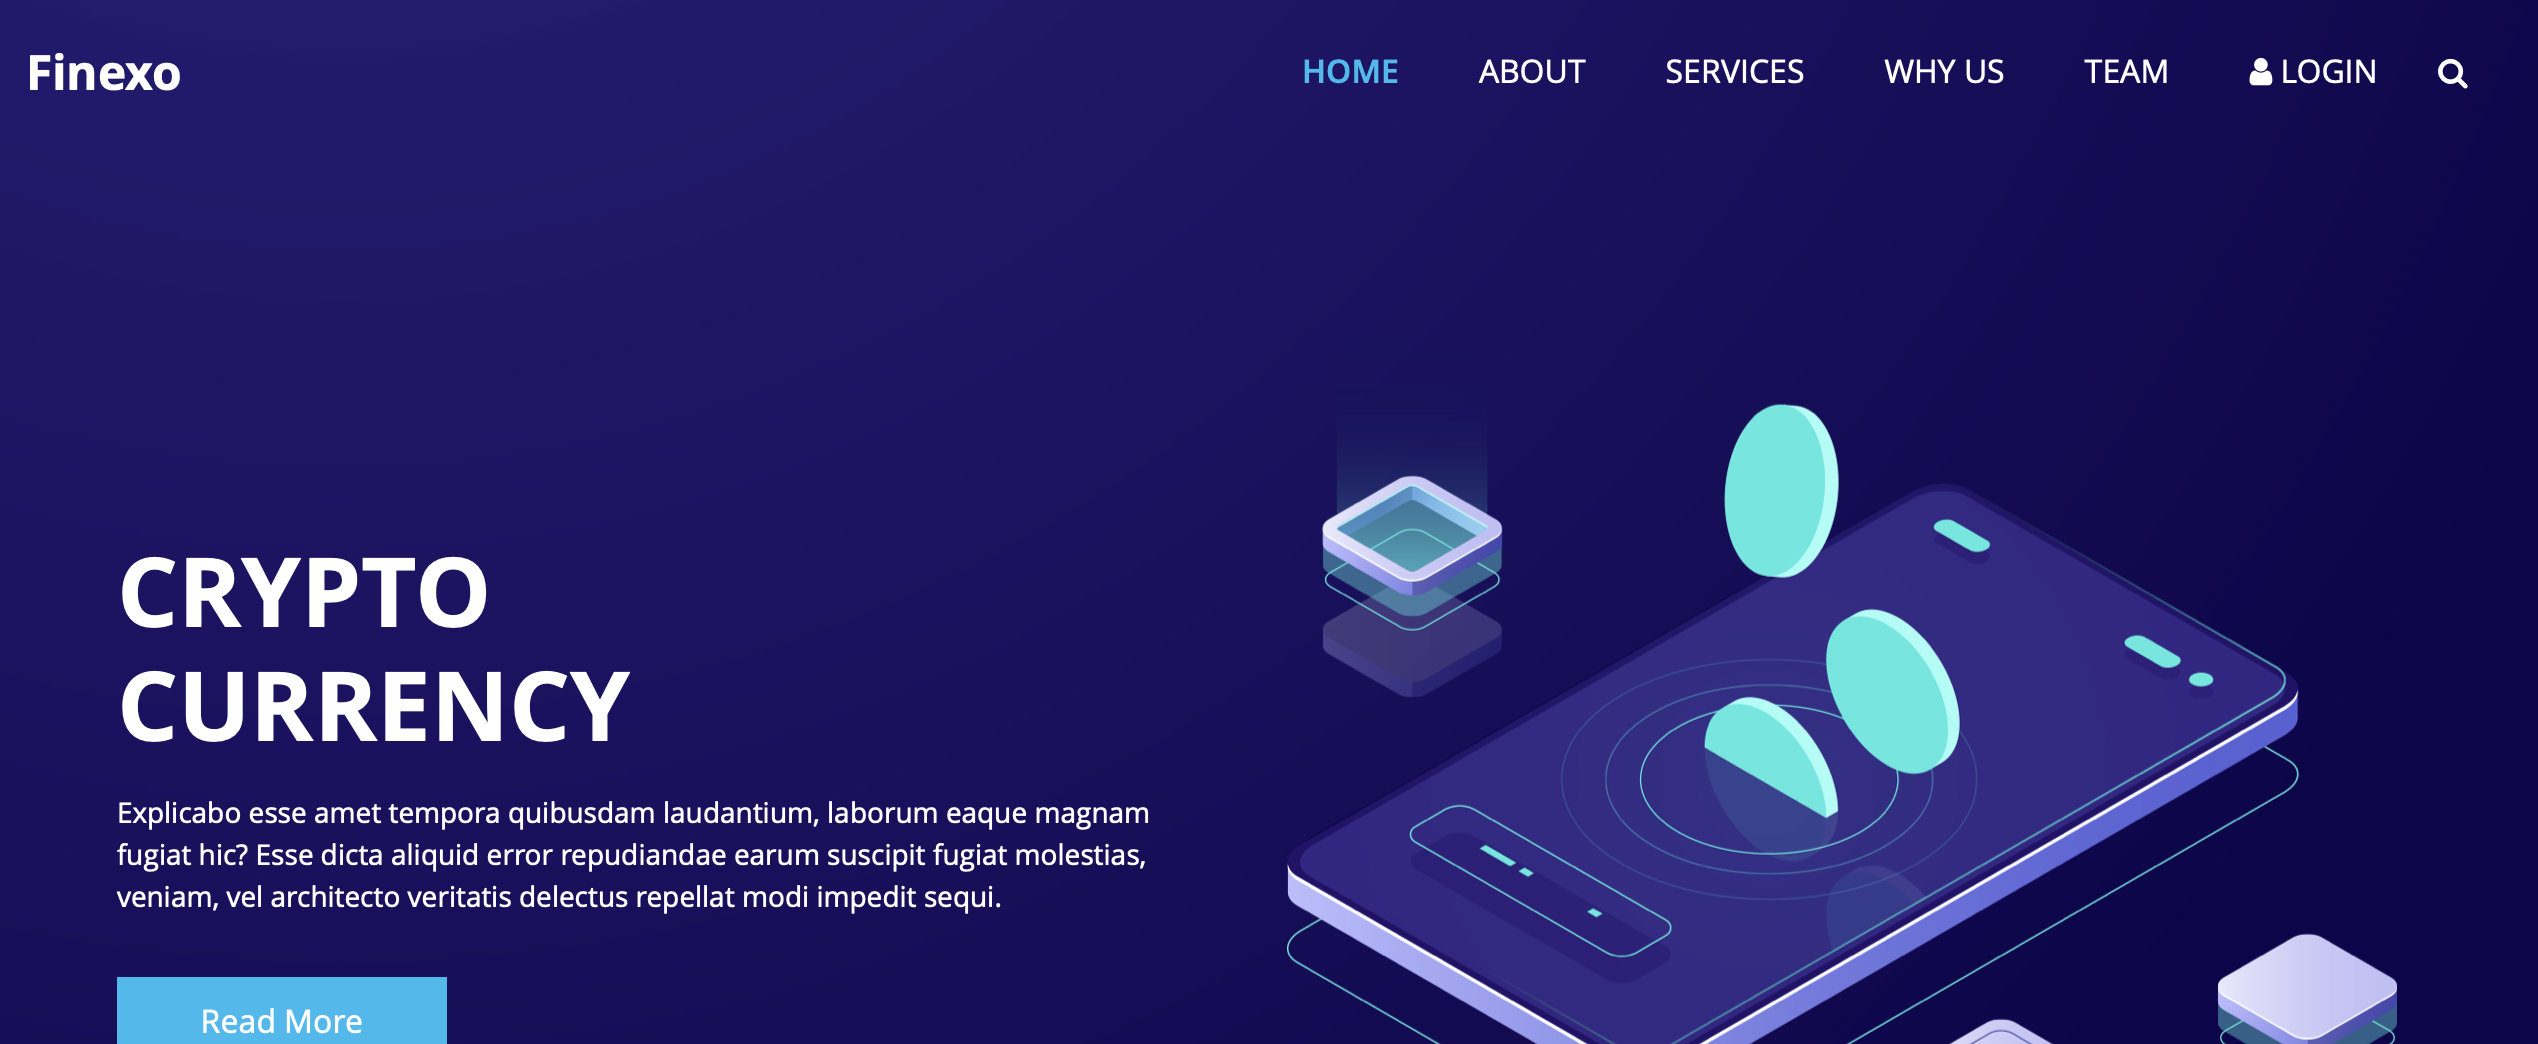 Finexo
HOME ABOUT SERVICES WHY US TEAM LOGIN
CRYPTO
CURRENCY
Explicabo esse amet tempora quibusdam laudantium, laborum eaque magnam
fugiat hic? Esse dicta aliquid error repudiandae earum suscipit fugiat molestias,
veniam, vel architecto veritatis delectus repellat modi impedit sequi.
Read More